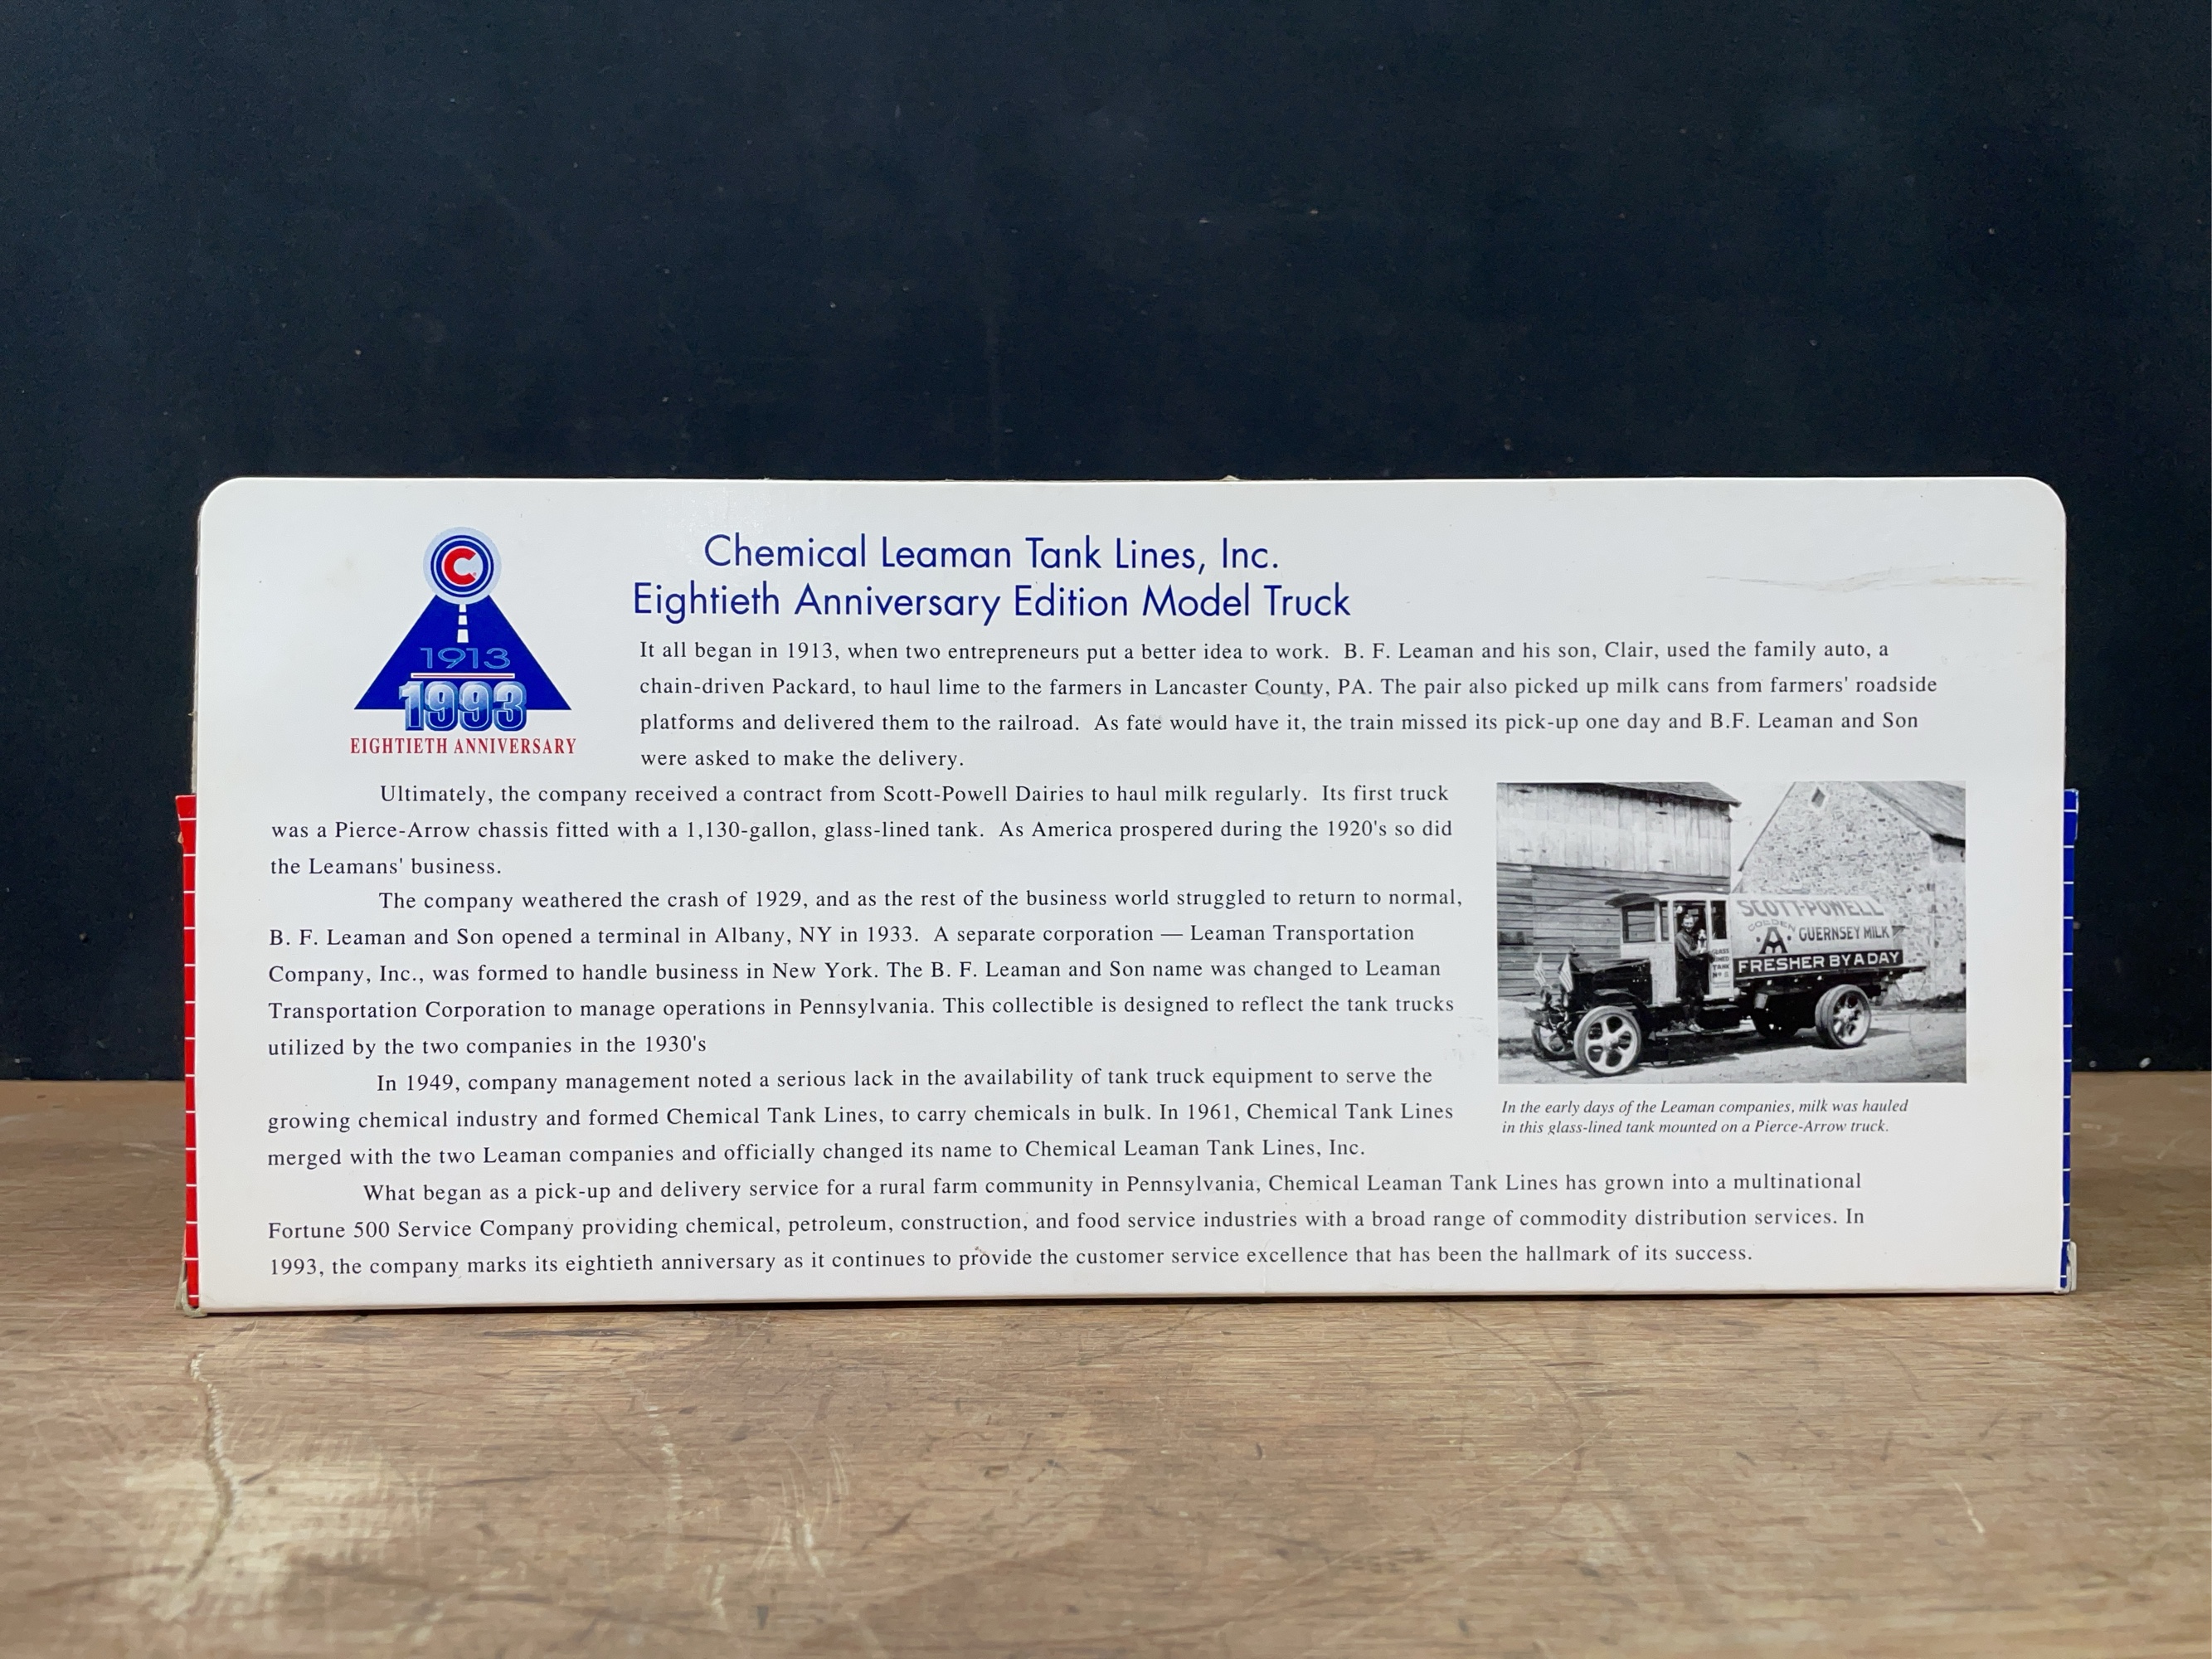 C
1913
1993
EIGHTIETH ANNIVERSARY
Chemical Leaman Tank Lines, Inc.
Eightieth Anniversary Edition Model Truck
It all began in 1913, when two entrepreneurs put a better idea to work. B. F. Leaman and his son, Clair, used the family auto, a
chain-driven Packard, to haul lime to the farmers in Lancaster County, PA. The pair also picked up milk cans from farmers' roadside
platforms and delivered them to the railroad. As fate would have it, the train missed its pick-up one day and B.F. Leaman and Son
were asked to make the delivery.
Ultimately, the company received a contract from Scott-Powell Dairies to haul milk regularly. Its first truck
was a Pierce-Arrow chassis fitted with a 1,130-gallon, glass-lined tank. As America prospered during the 1920's so did
the Leamans' business.
The company weathered the crash of 1929, and as the rest of the business world struggled to return to normal,
B. F. Leaman and Son opened a terminal in Albany, NY in 1933. A separate corporation — Leaman Transportation
Company, Inc., was formed to handle business in New York. The B. F. Leaman and Son name was changed to Leaman
Transportation Corporation to manage operations in Pennsylvania. This collectible is designed to reflect the tank trucks
utilized by the two companies in the 1930's
In 1949, company management noted a serious lack in the availability of tank truck equipment to serve the
growing chemical industry and formed Chemical Tank Lines, to carry chemicals in bulk. In 1961, Chemical Tank Lines
merged with the two Leaman companies and officially changed its name to Chemical Leaman Tank Lines, Inc.
What began as a pick-up and delivery service for a rural farm community in Pennsylvania, Chemical Leaman Tank Lines has grown into a multinational
Fortune 500 Service Company providing chemical, petroleum, construction, and food service industries with a broad range of commodity distribution services. In
1993, the company marks its eightieth anniversary as it continues to provide the customer service excellence that has been the hallmark of its success.
SCOTT-POWELL
GOLDEN
A GUERNSEY MILK
FRESHER BY A DAY
GLASS
LINED
TANK
In the early days of the Leaman companies, milk was hauled
in this glass-lined tank mounted on a Pierce-Arrow truck.